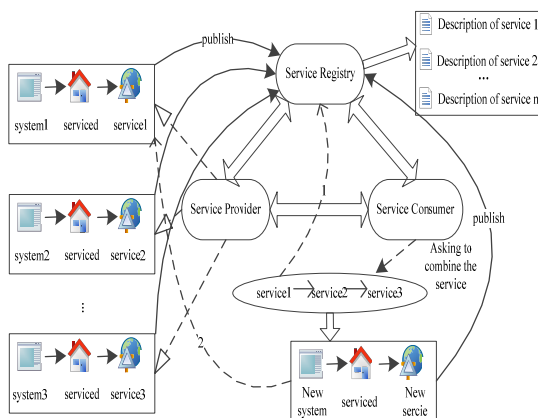 publish
Service Registry
Description of service 1
Description of service 2
...
Description of service n
system1 serviced service1
1
Service Provider
Service Consumer
publish
system2 serviced service2
Asking to
combine the
service
service1 service2 service3
...
2
system3 serviced service3
New
system
serviced
New
sercie